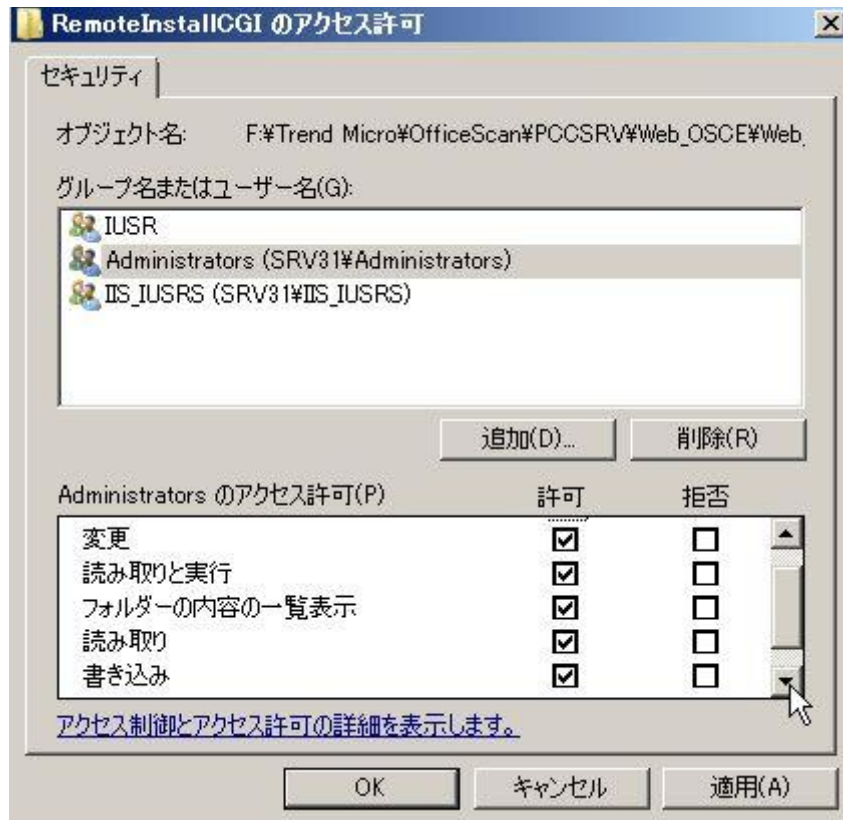 RemoteInstallCGI のアクセス許可
セキュリティ
オブジェクト名: F:¥Trend Micro¥OfficeScan¥PCCSRV¥Web_OSCE¥Web_
グループ名またはユーザー名(G):
IUSR
Administrators (SRV31¥Administrators)
IIS_IUSRS (SRV31¥IIS_IUSRS)
追加(D)... 削除(R)
Administrators のアクセス許可(P) 許可 拒否
変更
読み取りと実行
フォルダーの内容の一覧表示
読み取り
書き込み
アクセス制御とアクセス許可の詳細を表示します。
OK キャンセル 適用(A)